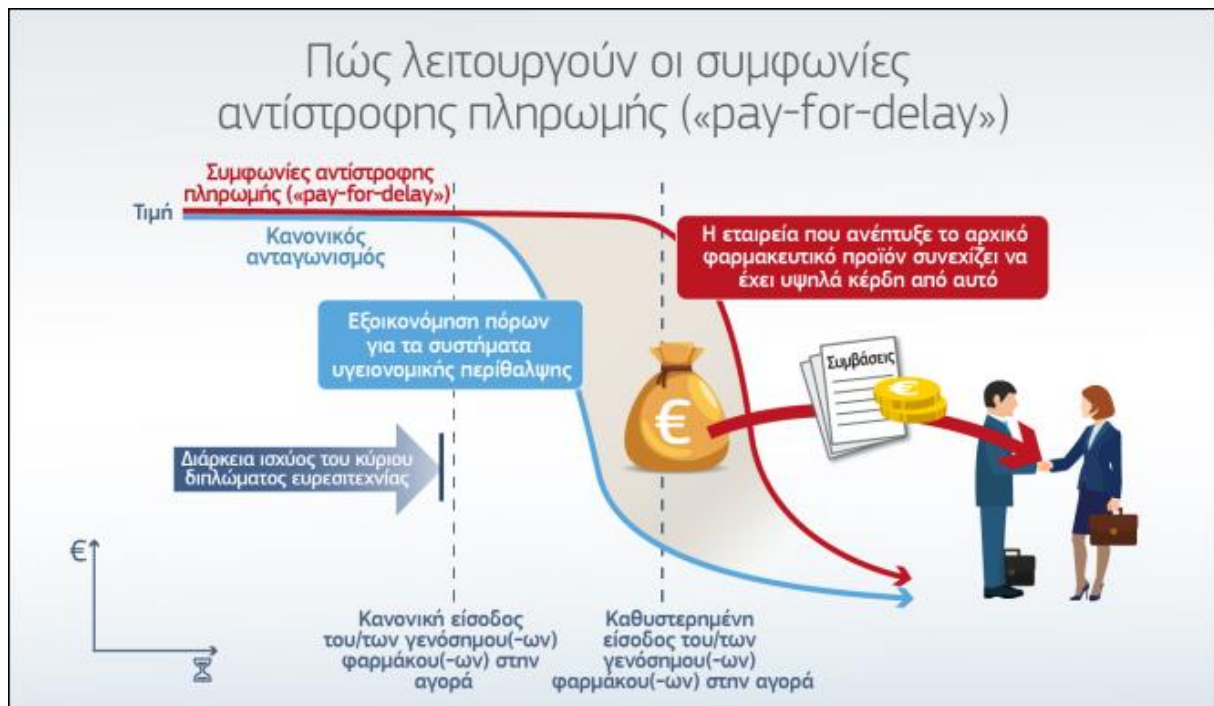 Πώς λειτουργούν οι συμφωνίες
αντίστροφης πληρωμής («pay-for-delay»)
Συμφωνίες αντίστροφης
πληρωμής («pay-for-delay»)
Τιμή
Κανονικός
ανταγωνισμός
Η εταιρεία που ανέπτυξε το αρχικό
φαρμακευτικό προϊόν συνεχίζει να
έχει υψηλά κέρδη από αυτό
Εξοικονόμηση πόρων
για τα συστήματα
υγειονομικής περίθαλψης
Συμβάσεις
€
€
Διάρκεια ισχύος του κύριου
διπλώματος ευρεσιτεχνίας
€
Κανονική είσοδος
του/των γενόσημου(-ων)
φαρμάκου(-ων) στην
αγορά
Καθυστερημένη
είσοδος του/των
γενόσημου(-ων)
φαρμάκου(-ων) στην αγορά